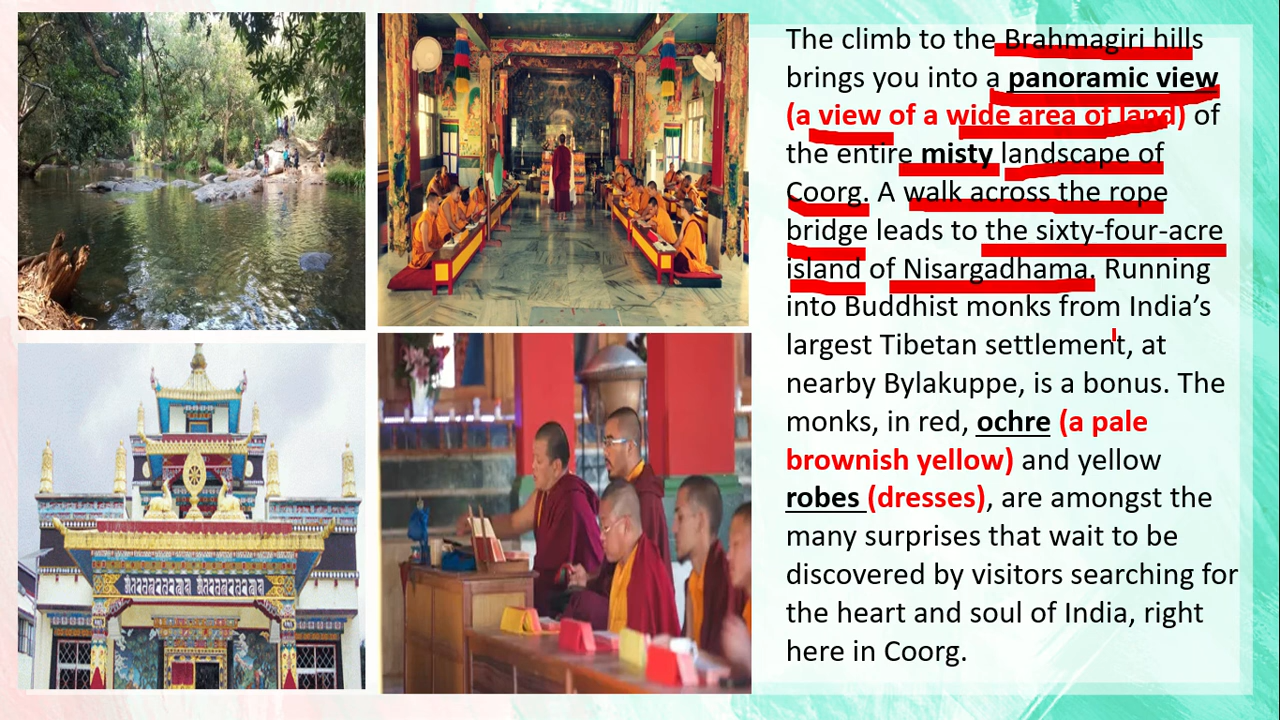 The climb to the Brahmagiri hills
brings you into a panoramic view
(a view of a wide area of land) of
the entire misty landscape of
Coorg. A walk across the rope
bridge leads to the sixty-four-acre
island of Nisargadhama. Running
into Buddhist monks from India’s
largest Tibetan settlement, at
nearby Bylakuppe, is a bonus. The
monks, in red, ochre (a pale
brownish yellow) and yellow
robes (dresses), are amongst the
many surprises that wait to be
discovered by visitors searching for
the heart and soul of India, right
here in Coorg.